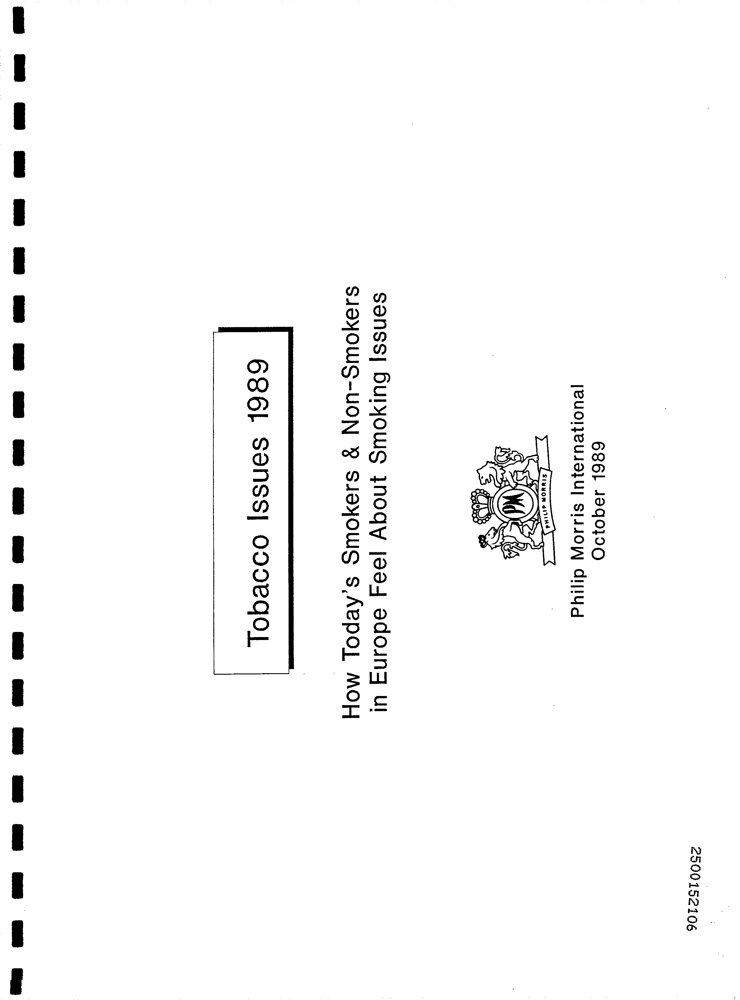 Tobacco Issues 1989
How Today's Smokers & Non-Smokers
in Europe Feel About Smoking Issues
PM
PHILIP MORRIS
Philip Morris International
October 1989
2500152106